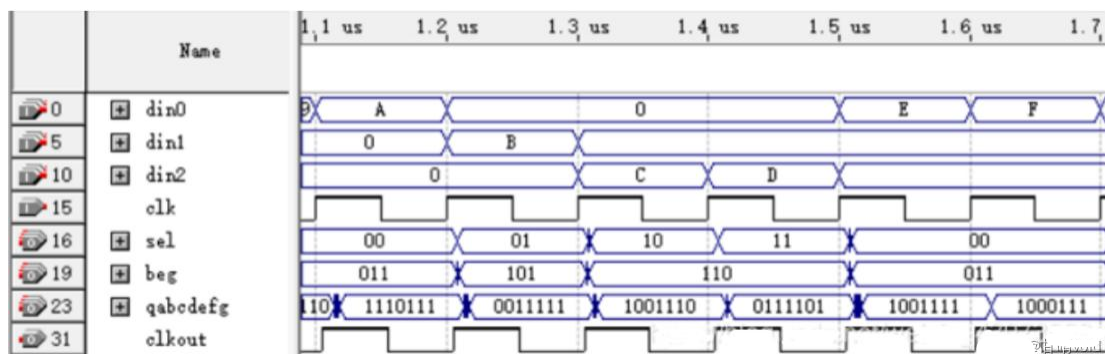 Name 1.1 us 1.2 us 1.3 us 1.4 us 1.5 us 1.6 us 1.7
0 din0 9 A 0 E F
5 din1 0 B
10 din2 0 C D
15 clk
16 sel 00 01 10 11 00
19 beg 011 101 110 011
23 qabcdefg 110 1110111 0011111 1001110 0111101 1001111 1000111
31 clkout